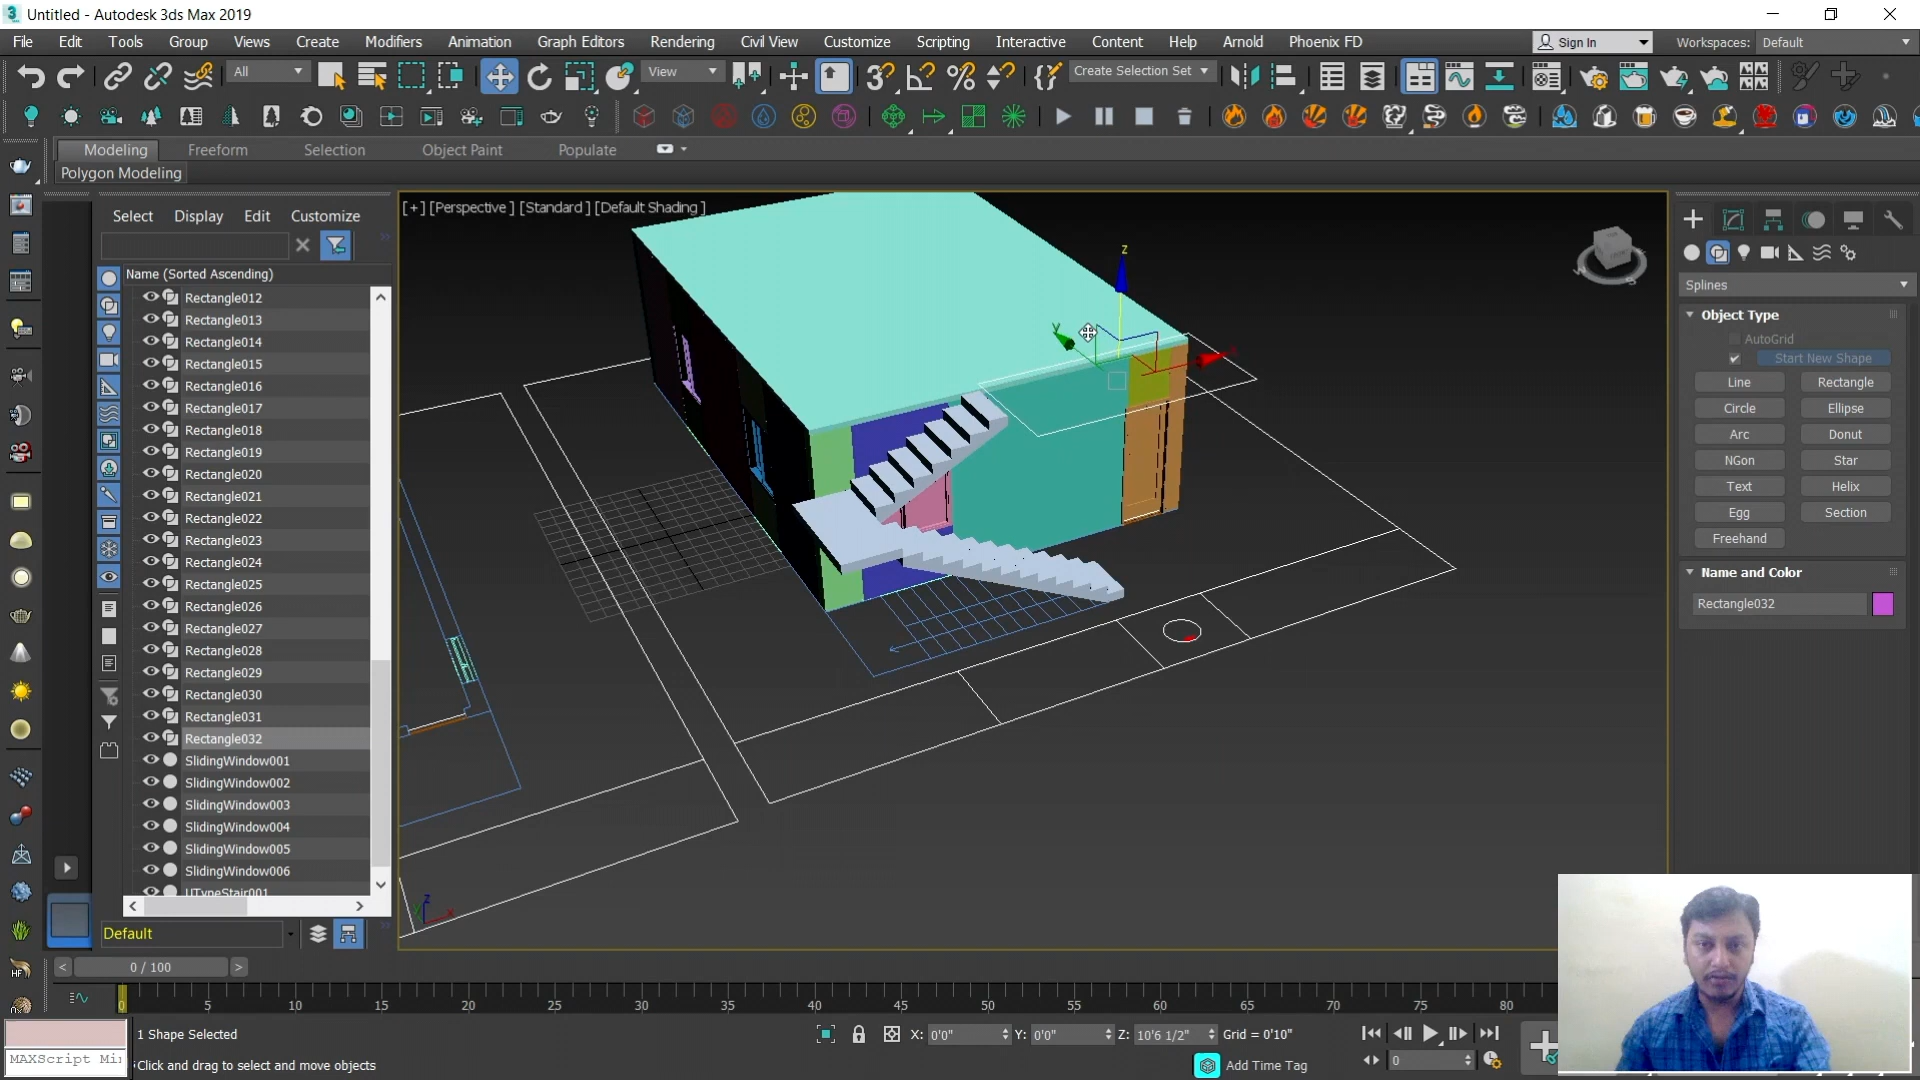 Untitled - Autodesk 3ds Max 2019
File Edit Tools Group Views Create Modifiers Animation Graph Editors Rendering Civil View Customize Scripting Interactive Content Help Arnold Phoenix FD Sign In Workspaces: Default
All View Create Selection Set
Modeling Freeform Selection Object Paint Populate
Polygon Modeling
Select Display Edit Customize
[+] [Perspective ] [Standard ] [Default Shading ]
Name (Sorted Ascending)
Rectangle012
Rectangle013
Rectangle014
Rectangle015
Rectangle016
Rectangle017
Rectangle018
Rectangle019
Rectangle020
Rectangle021
Rectangle022
Rectangle023
Rectangle024
Rectangle025
Rectangle026
Rectangle027
Rectangle028
Rectangle029
Rectangle030
Rectangle031
Rectangle032
SlidingWindow001
SlidingWindow002
SlidingWindow003
SlidingWindow004
SlidingWindow005
SlidingWindow006
UTypeStair001
Default
z
y
Splines
Object Type
AutoGrid
Start New Shape
Line Rectangle
Circle Ellipse
Arc Donut
NGon Star
Text Helix
Egg Section
Freehand
Name and Color
Rectangle032
< 0 / 100 >
0 5 10 15 20 25 30 35 40 45 50 55 60 65 70 75 80
1 Shape Selected X: 0'0" Y: 0'0" Z: 10'6 1/2" Grid = 0'10"
MAXScript Mi
Click and drag to select and move objects Add Time Tag 0